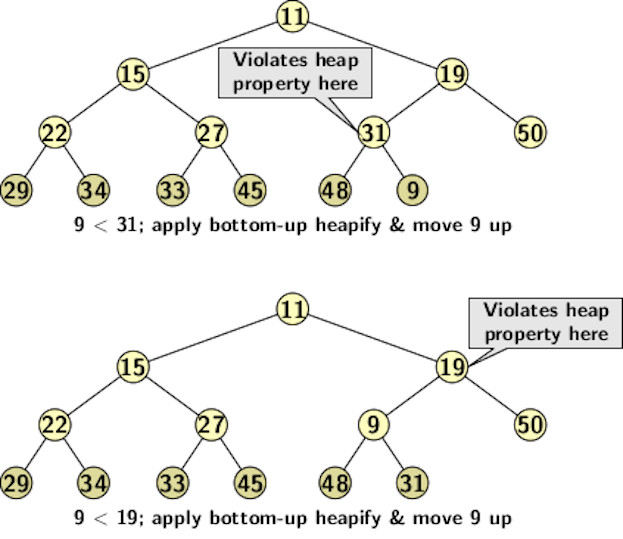 11
Violates heap
property here
15 19
22 27 31 50
29 34 33 45 48 9
9 < 31; apply bottom-up heapify & move 9 up
11
Violates heap
property here
15 19
22 27 9 50
29 34 33 45 48 31
9 < 19; apply bottom-up heapify & move 9 up